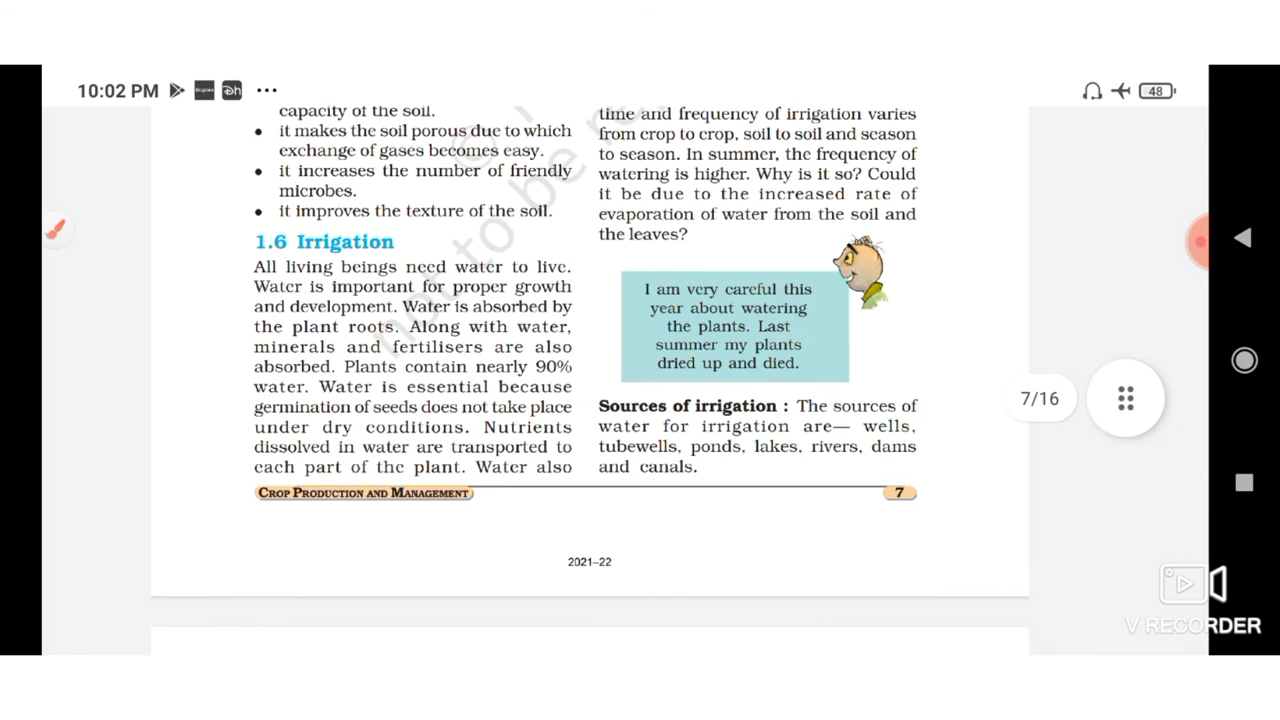 10:02 PM
48
capacity of the soil.
• it makes the soil porous due to which
exchange of gases becomes easy.
• it increases the number of friendly
microbes.
• it improves the texture of the soil.
1.6 Irrigation
All living beings need water to live.
Water is important for proper growth
and development. Water is absorbed by
the plant roots. Along with water,
minerals and fertilisers are also
absorbed. Plants contain nearly 90%
water. Water is essential because
germination of seeds does not take place
under dry conditions. Nutrients
dissolved in water are transported to
each part of the plant. Water also
time and frequency of irrigation varies
from crop to crop, soil to soil and season
to season. In summer, the frequency of
watering is higher. Why is it so? Could
it be due to the increased rate of
evaporation of water from the soil and
the leaves?
I am very careful this
year about watering
the plants. Last
summer my plants
dried up and died.
Sources of irrigation : The sources of
water for irrigation are— wells,
tubewells, ponds, lakes, rivers, dams
and canals.
CROP PRODUCTION AND MANAGEMENT
7
2021–22
7/16
not to be re
©
V RECORDER